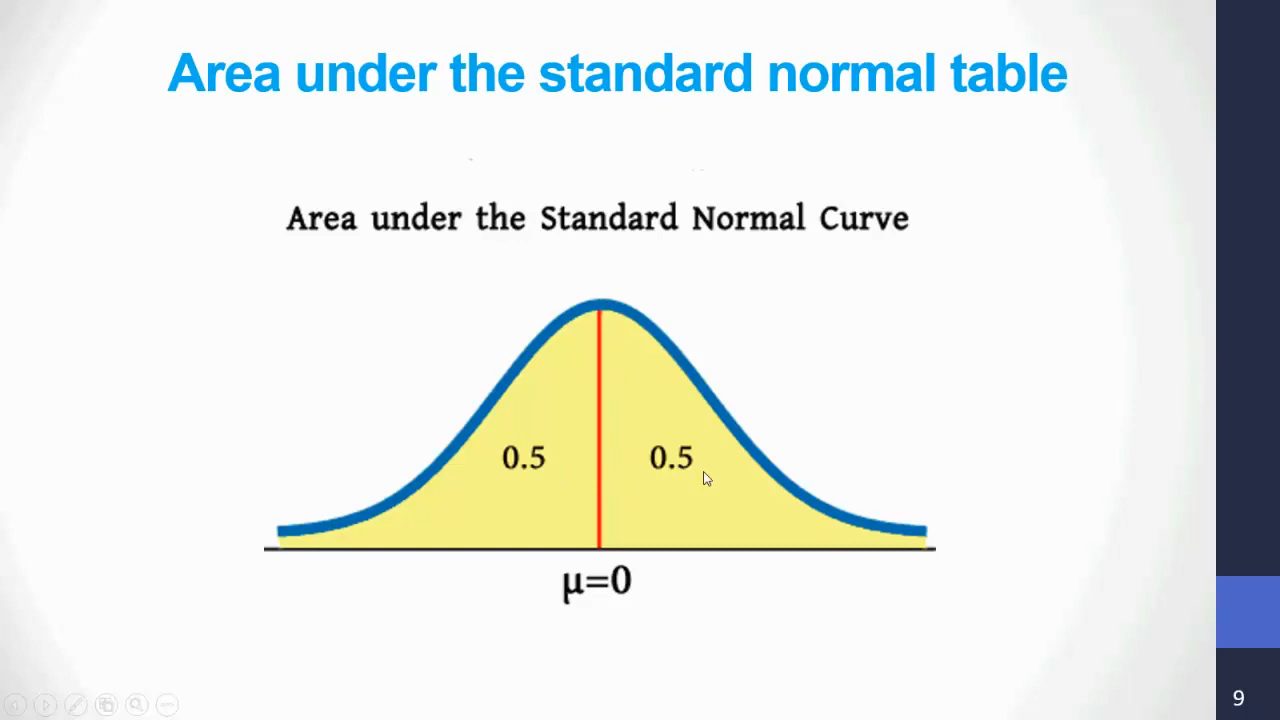 Area under the standard normal table
Area under the Standard Normal Curve
0.5 0.5
μ=0
9